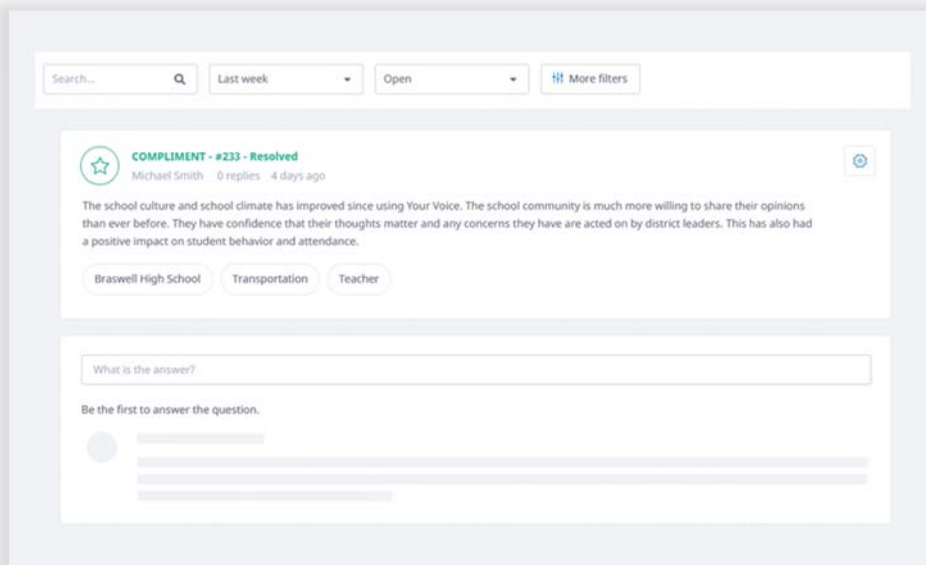 Search...
Last week
Open
More filters
COMPLIMENT - #233 - Resolved
Michael Smith 0 replies 4 days ago
The school culture and school climate has improved since using Your Voice. The school community is much more willing to share their opinions
than ever before. They have confidence that their thoughts matter and any concerns they have are acted on by district leaders. This has also had
a positive impact on student behavior and attendance.
Braswell High School
Transportation
Teacher
What is the answer?
Be the first to answer the question.